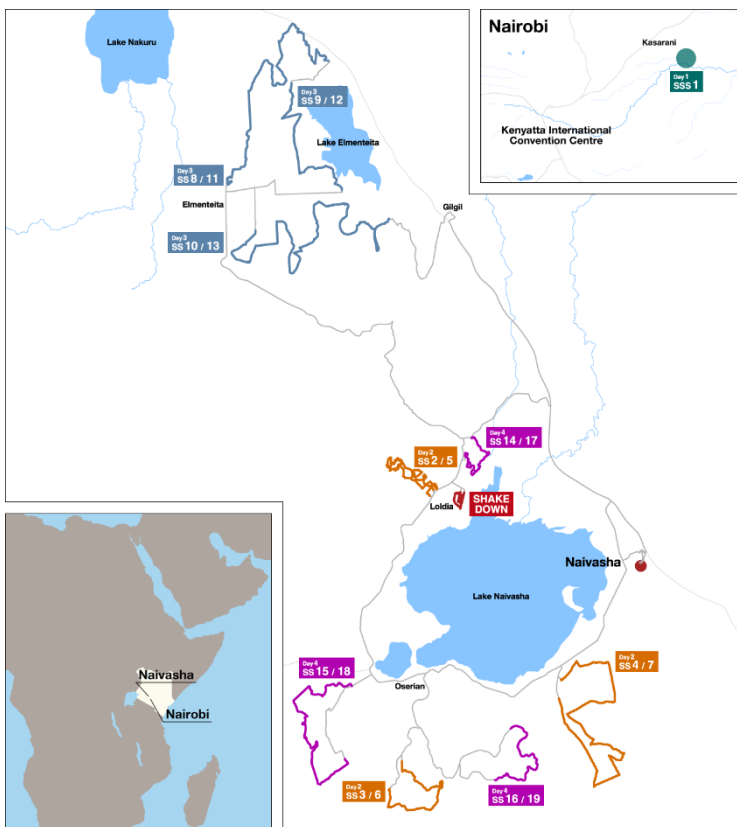 Lake Nakuru
Nairobi
Kasarani
Day 1
SSS 1
Kenyatta International
Convention Centre
Day 3
SS 9 / 12
Lake Elmenteita
Day 3
SS 8 / 11
Elmenteita
Gilgil
Day 3
SS 10 / 13
Day 4
SS 14 / 17
Day 2
SS 2 / 5
SHAKE
DOWN
Loldia
Naivasha
Lake Naivasha
Day 4
SS 15 / 18
Day 2
SS 4 / 7
Oserian
Day 2
SS 3 / 6
Day 4
SS 16 / 19
Naivasha
Nairobi